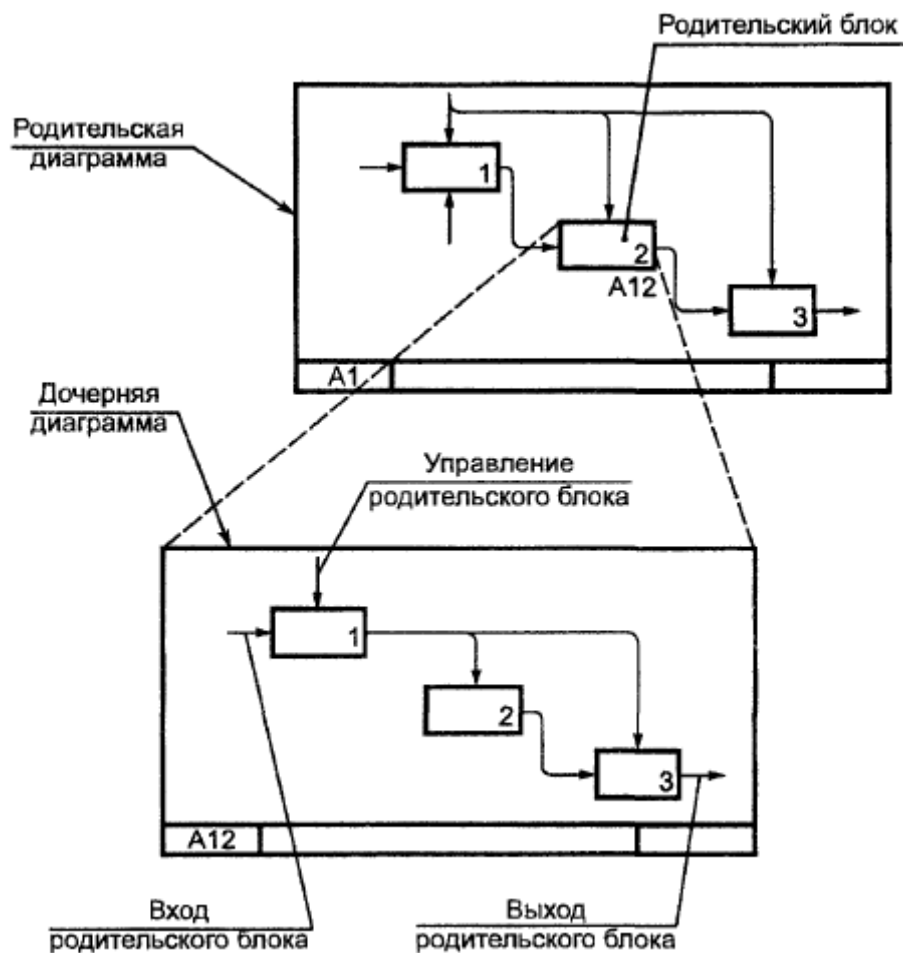 Родительский блок
Родительская
диаграмма
1
2
A12
3
A1
Дочерняя
диаграмма
Управление
родительского блока
1
2
3
A12
Вход
родительского блока
Выход
родительского блока